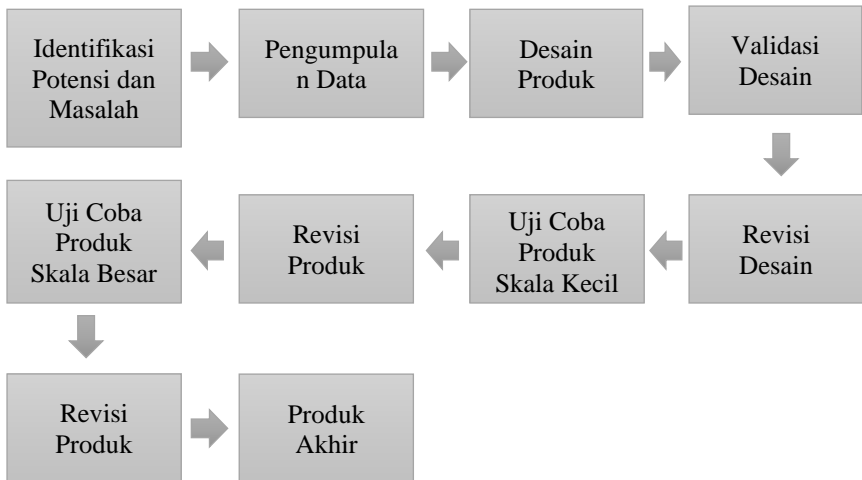 Identifikasi
Potensi dan
Masalah
Pengumpula
n Data
Desain
Produk
Validasi
Desain
Revisi
Desain
Uji Coba
Produk
Skala Kecil
Revisi
Produk
Uji Coba
Produk
Skala Besar
Revisi
Produk
Produk
Akhir